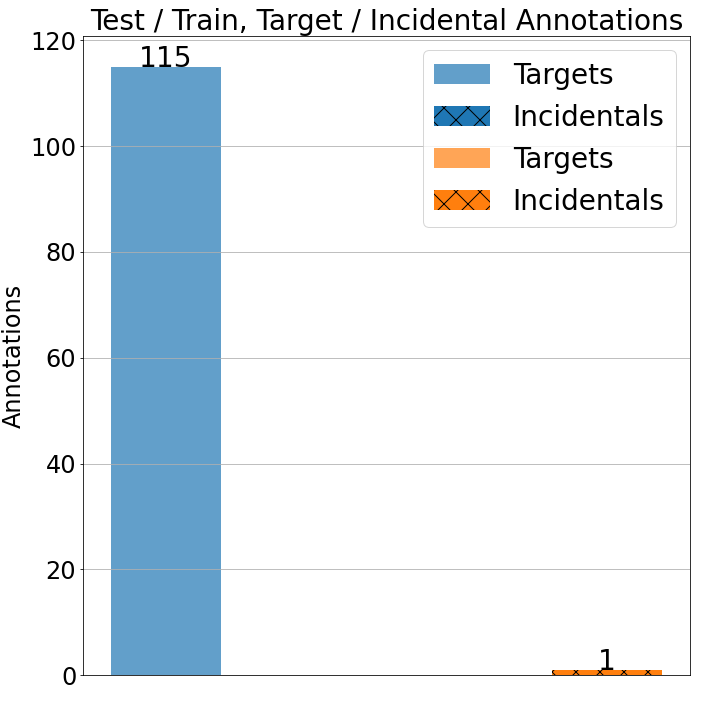 Test / Train, Target / Incidental Annotations
120
100
80
60
40
20
0
Annotations
115
1
Targets
Incidentals
Targets
Incidentals